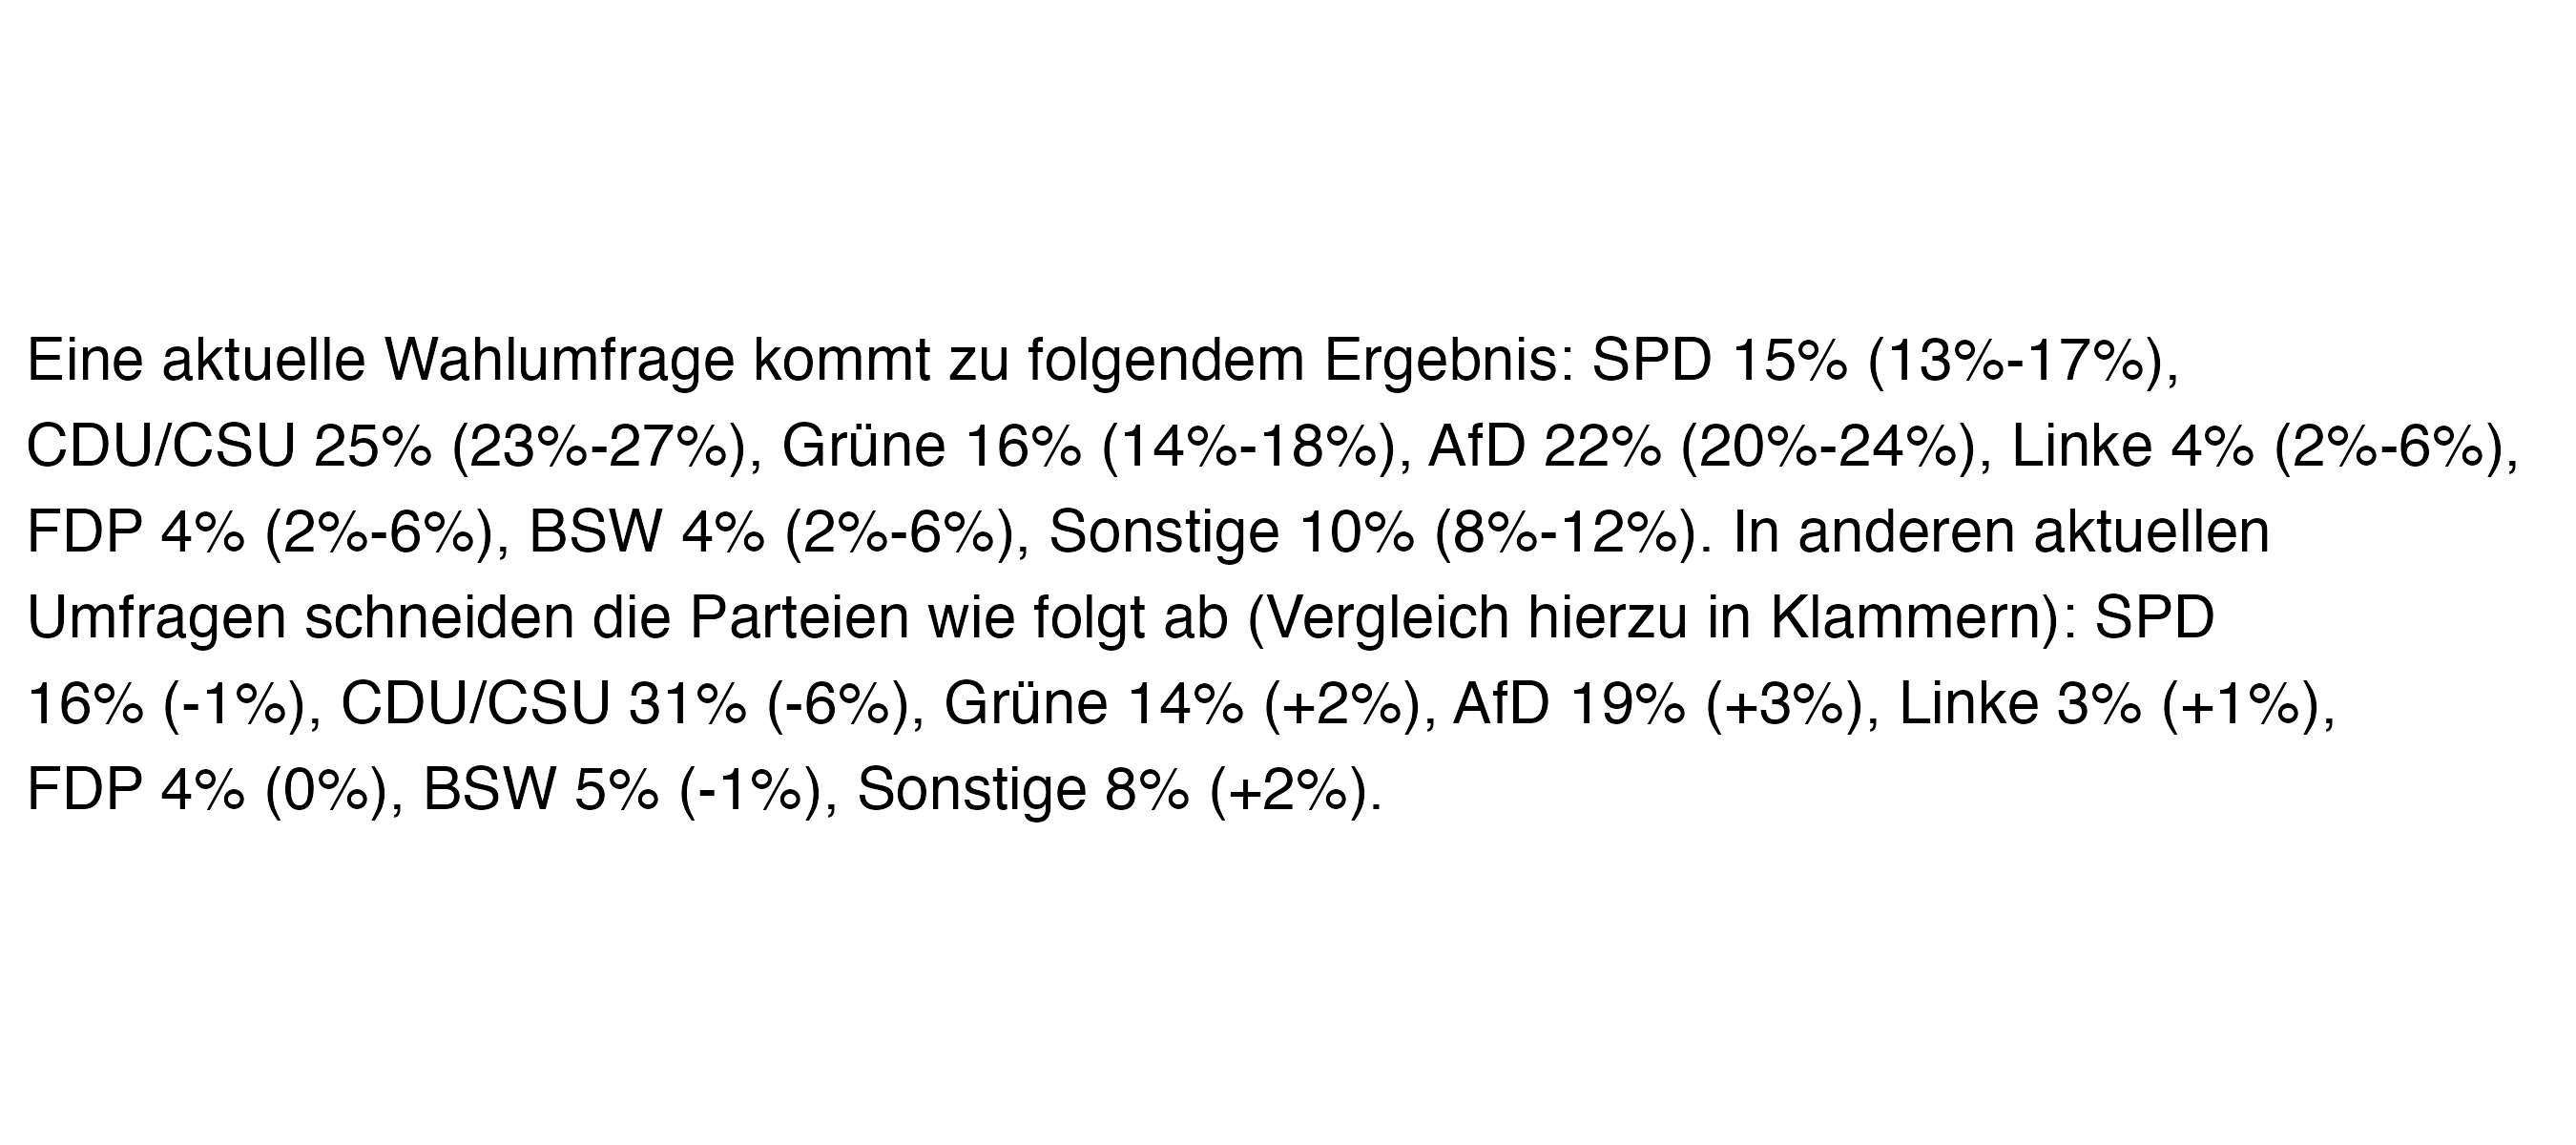 Eine aktuelle Wahlumfrage kommt zu folgendem Ergebnis: SPD 15% (13%-17%),
CDU/CSU 25% (23%-27%), Grüne 16% (14%-18%), AfD 22% (20%-24%), Linke 4% (2%-6%),
FDP 4% (2%-6%), BSW 4% (2%-6%), Sonstige 10% (8%-12%). In anderen aktuellen
Umfragen schneiden die Parteien wie folgt ab (Vergleich hierzu in Klammern): SPD
16% (-1%), CDU/CSU 31% (-6%), Grüne 14% (+2%), AfD 19% (+3%), Linke 3% (+1%),
FDP 4% (0%), BSW 5% (-1%), Sonstige 8% (+2%).